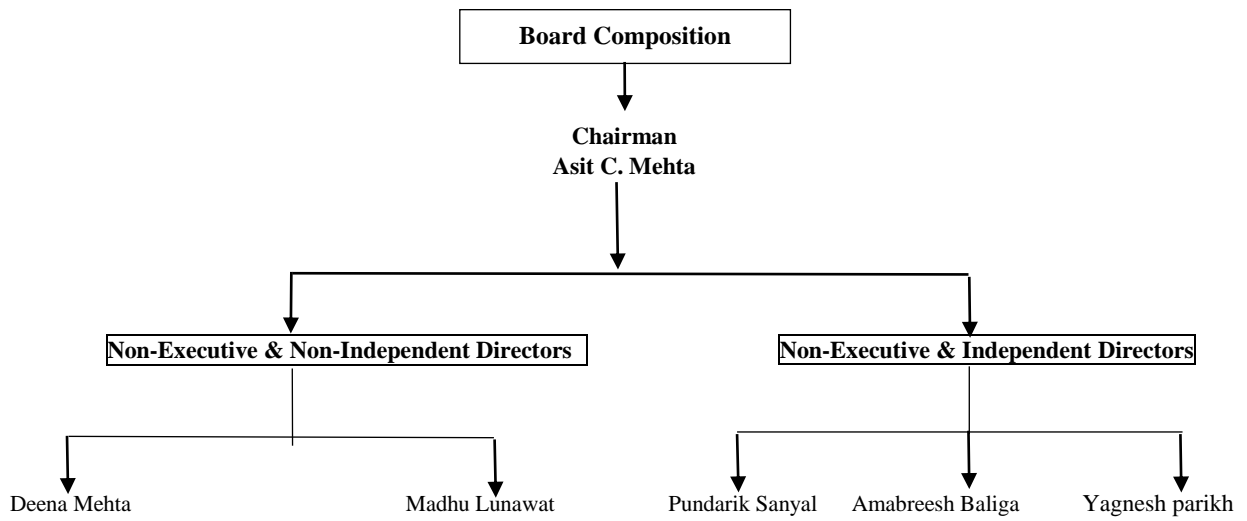 Board Composition
Chairman
Asit C. Mehta
Non-Executive & Non-Independent Directors
Non-Executive & Independent Directors
Deena Mehta
Madhu Lunawat
Pundarik Sanyal
Amabreesh Baliga
Yagnesh parikh